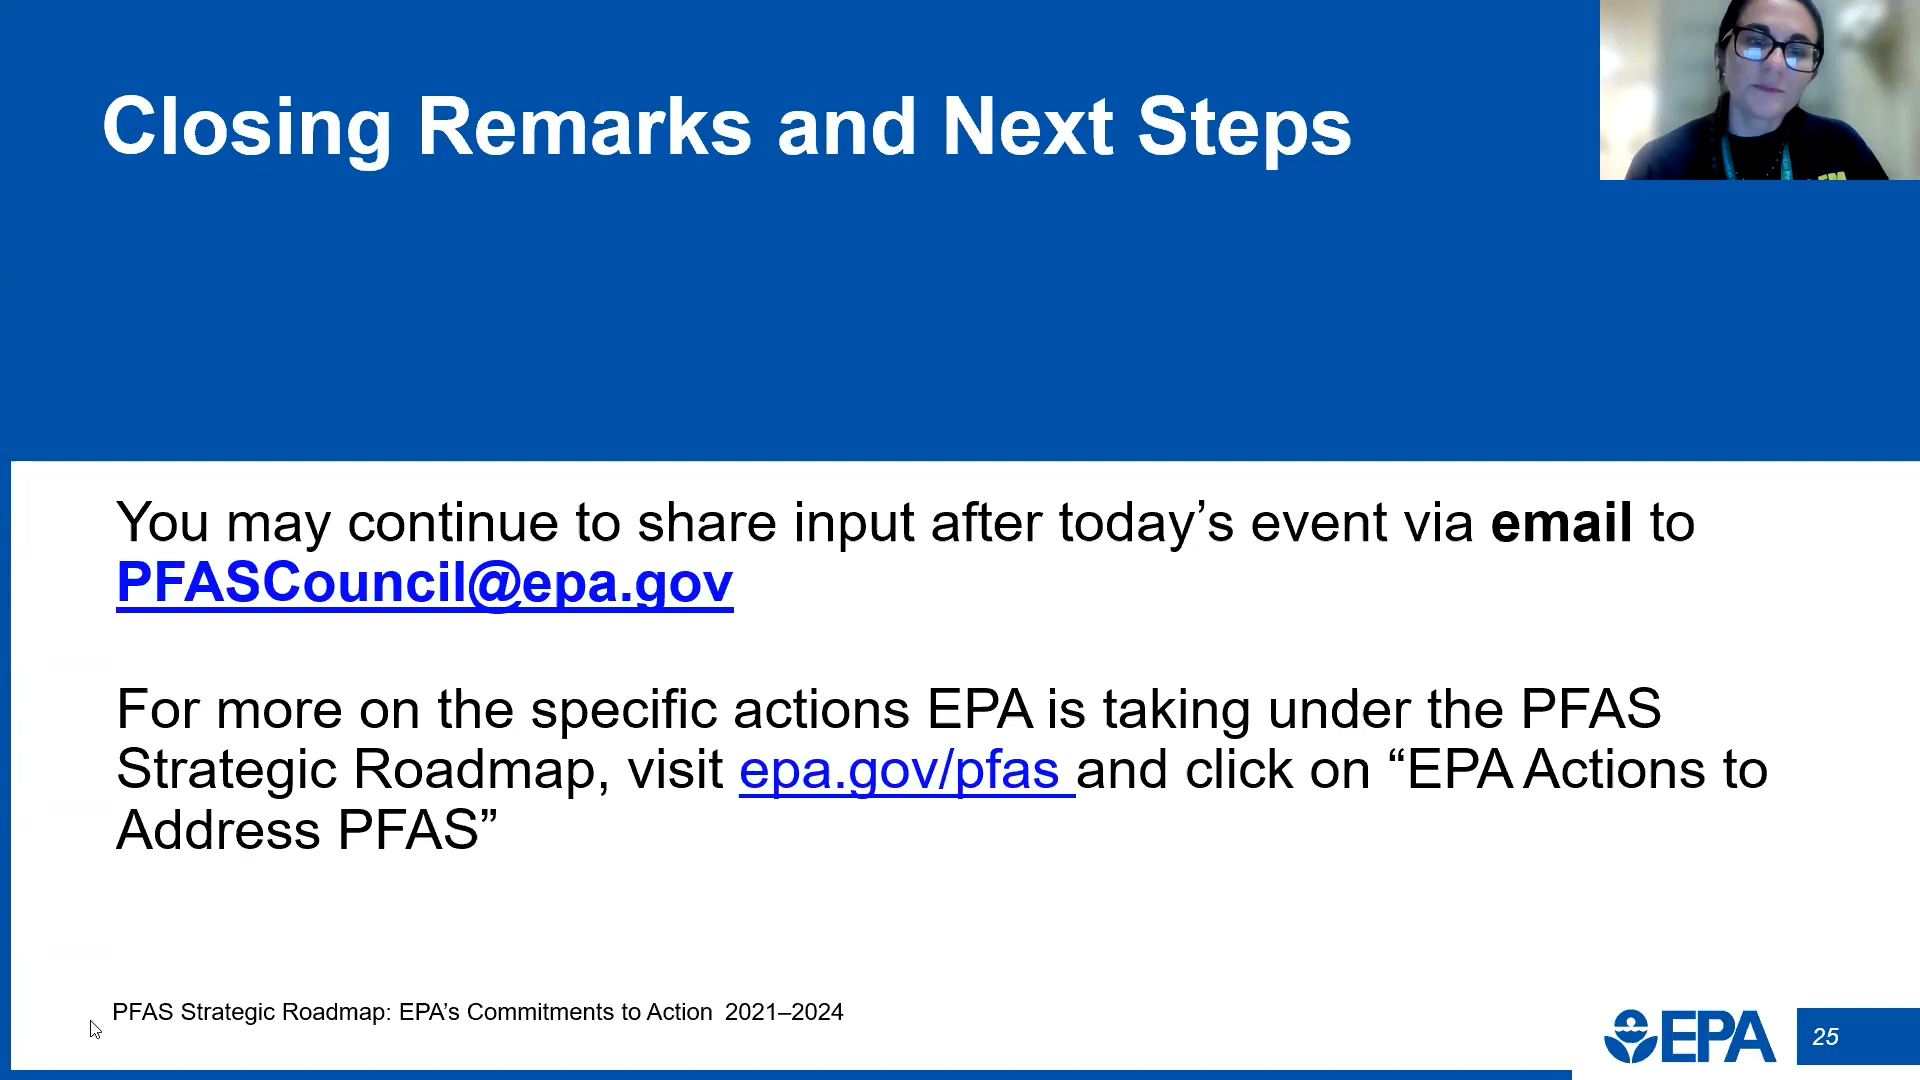 Closing Remarks and Next Steps
You may continue to share input after today’s event via email to
PFASCouncil@epa.gov
For more on the specific actions EPA is taking under the PFAS
Strategic Roadmap, visit epa.gov/pfas and click on “EPA Actions to
Address PFAS”
PFAS Strategic Roadmap: EPA’s Commitments to Action 2021–2024
EPA
25